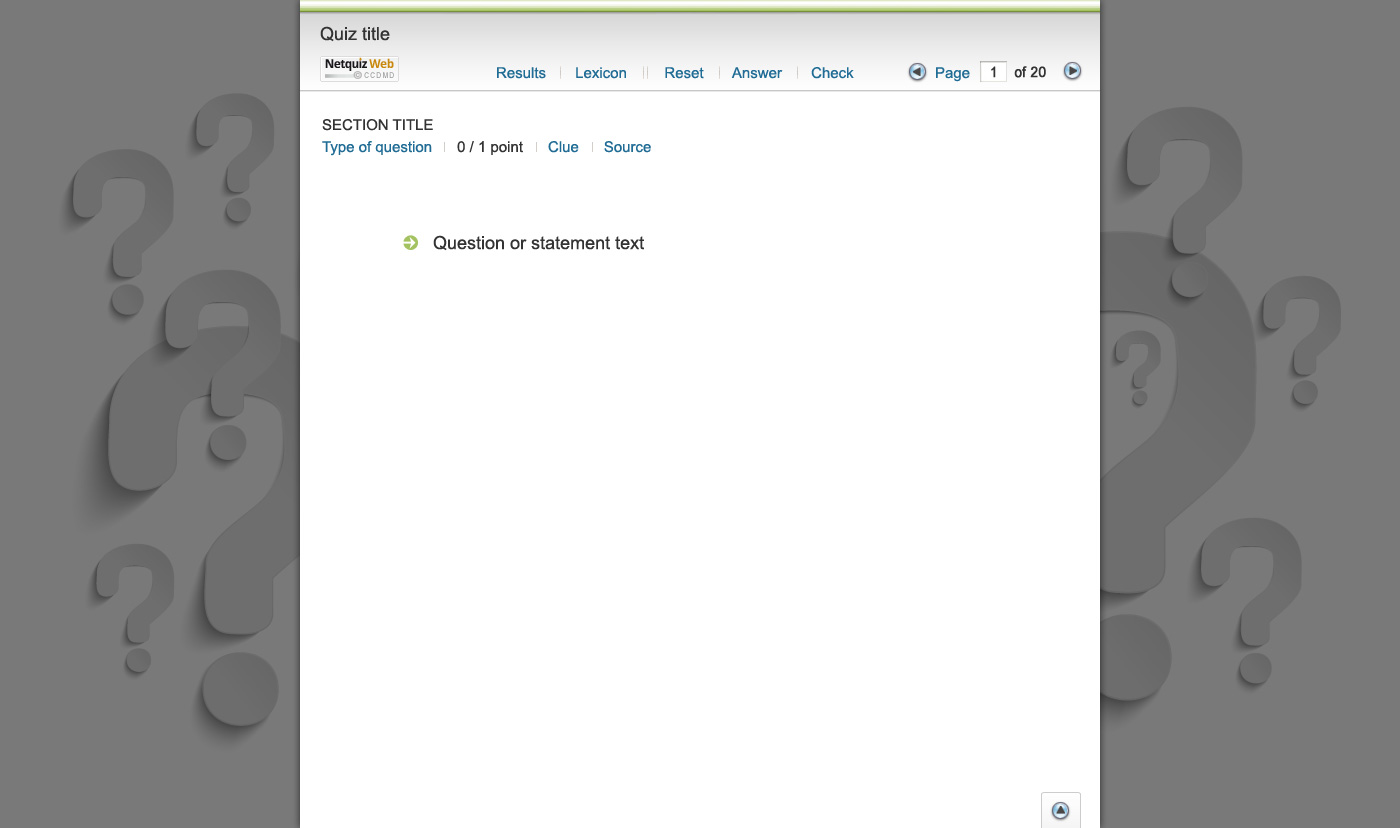 Quiz title
Netquiz Web
© CCDMD
Results Lexicon Reset Answer Check Page 1 of 20
SECTION TITLE
Type of question 0 / 1 point Clue Source
Question or statement text